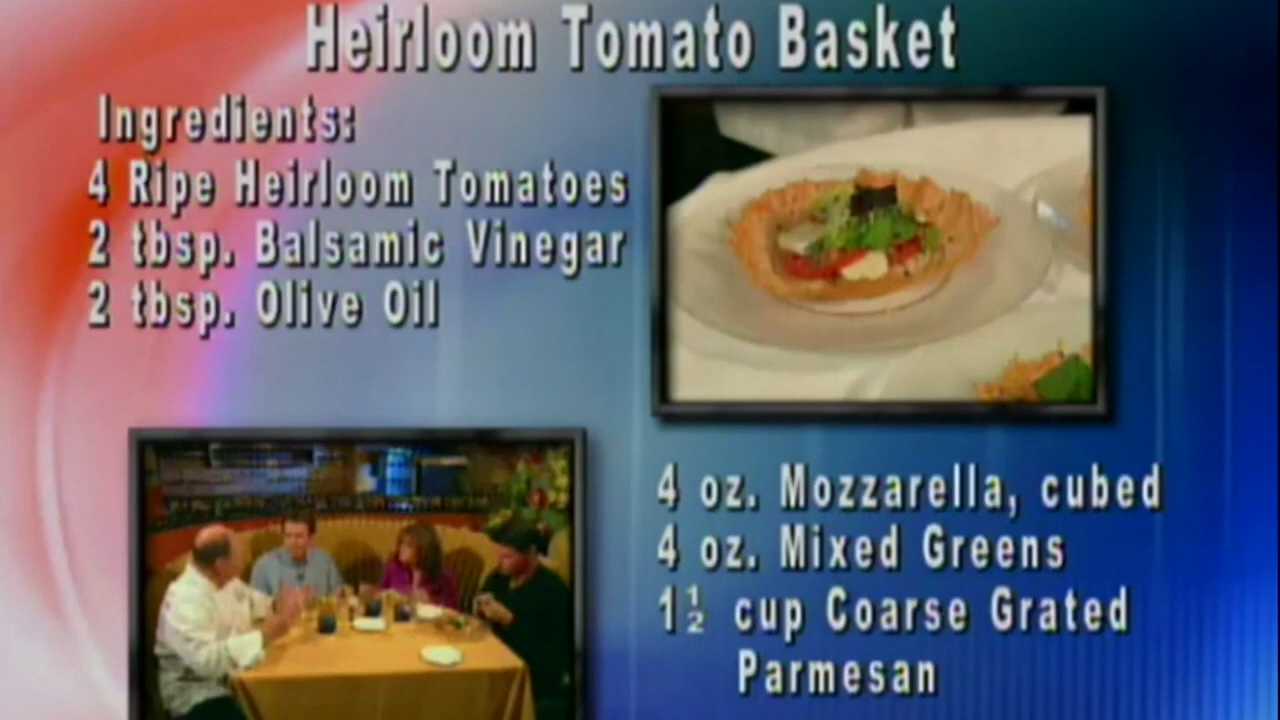 Heirloom Tomato Basket
Ingredients:
4 Ripe Heirloom Tomatoes
2 tbsp. Balsamic Vinegar
2 tbsp. Olive Oil
4 oz. Mozzarella, cubed
4 oz. Mixed Greens
1½ cup Coarse Grated
Parmesan